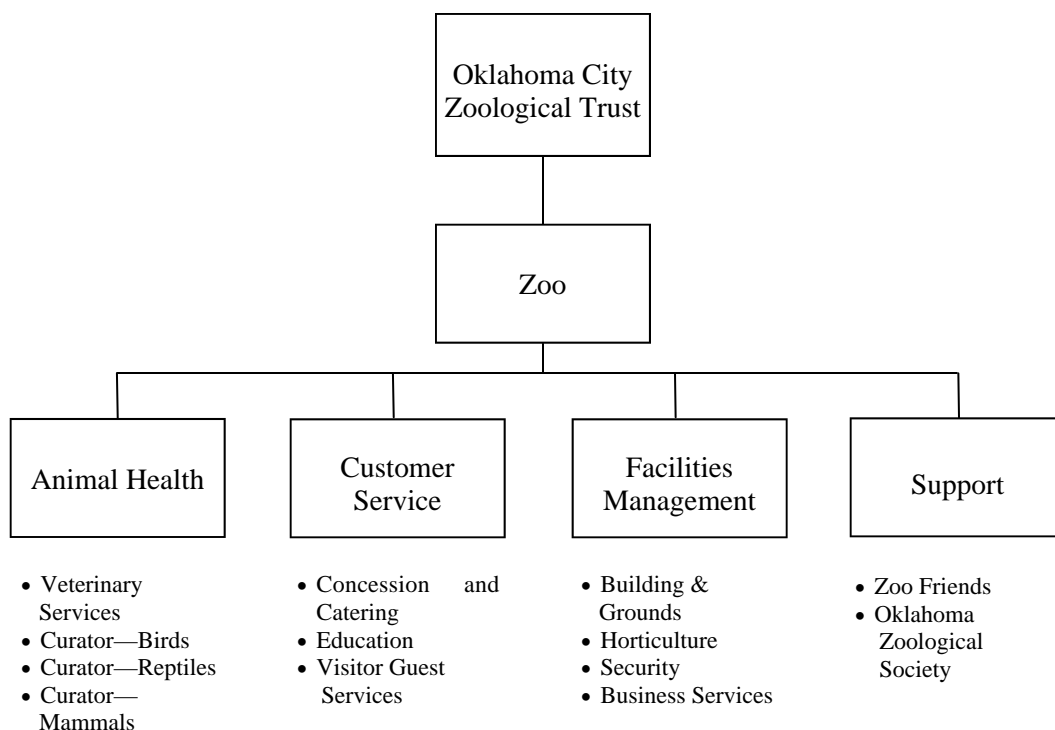 Oklahoma City
Zoological Trust
Zoo
Animal Health
Customer
Service
Facilities
Management
Support
• Veterinary
Services
• Curator—Birds
• Curator—Reptiles
• Curator—
Mammals
• Concession and
Catering
• Education
• Visitor Guest
Services
• Building &
Grounds
• Horticulture
• Security
• Business Services
• Zoo Friends
• Oklahoma
Zoological
Society